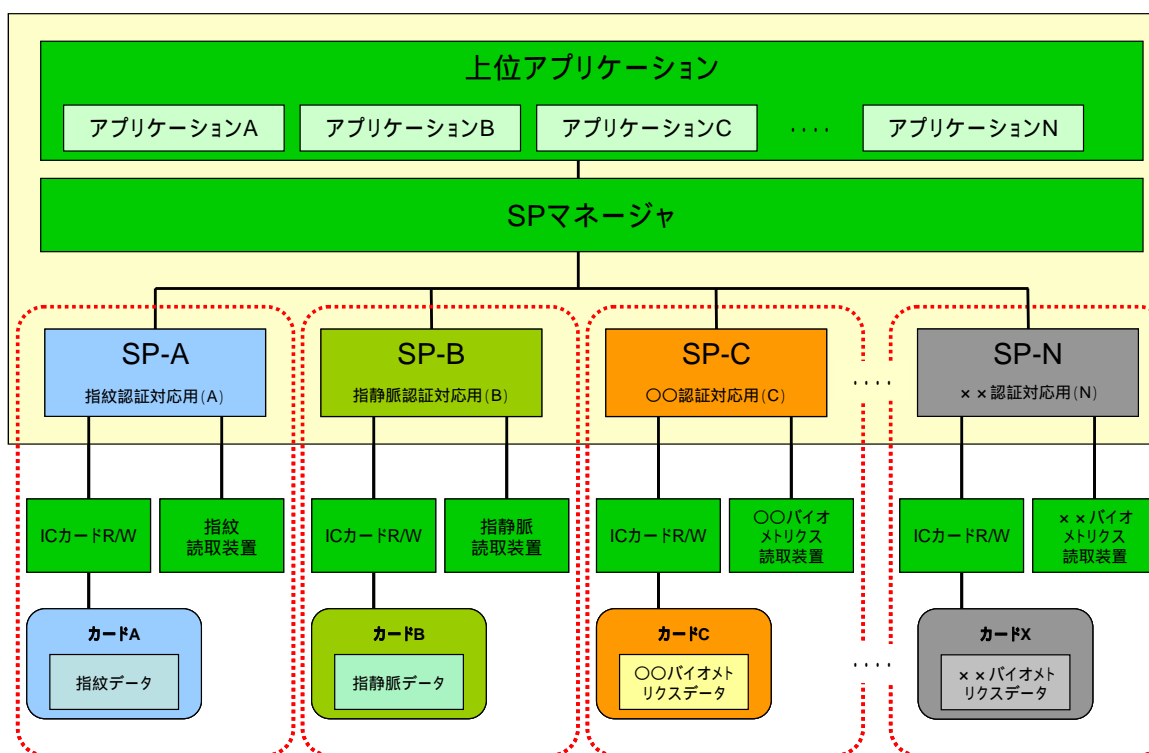 上位アプリケーション
アプリケーションA
アプリケーションB
アプリケーションC
····
アプリケーションN
SPマネージャ
SP-A
指紋認証対応用(A)
SP-B
指静脈認証対応用(B)
SP-C
〇〇認証対応用(C)
····
SP-N
××認証対応用(N)
ICカードR/W
指紋
読取装置
ICカードR/W
指静脈
読取装置
ICカードR/W
〇〇バイオ
メトリクス
読取装置
ICカードR/W
××バイオ
メトリクス
読取装置
カードA
指紋データ
カードB
指静脈データ
カードC
〇〇バイオメト
リクスデータ
····
カードX
××バイオメト
リクスデータ